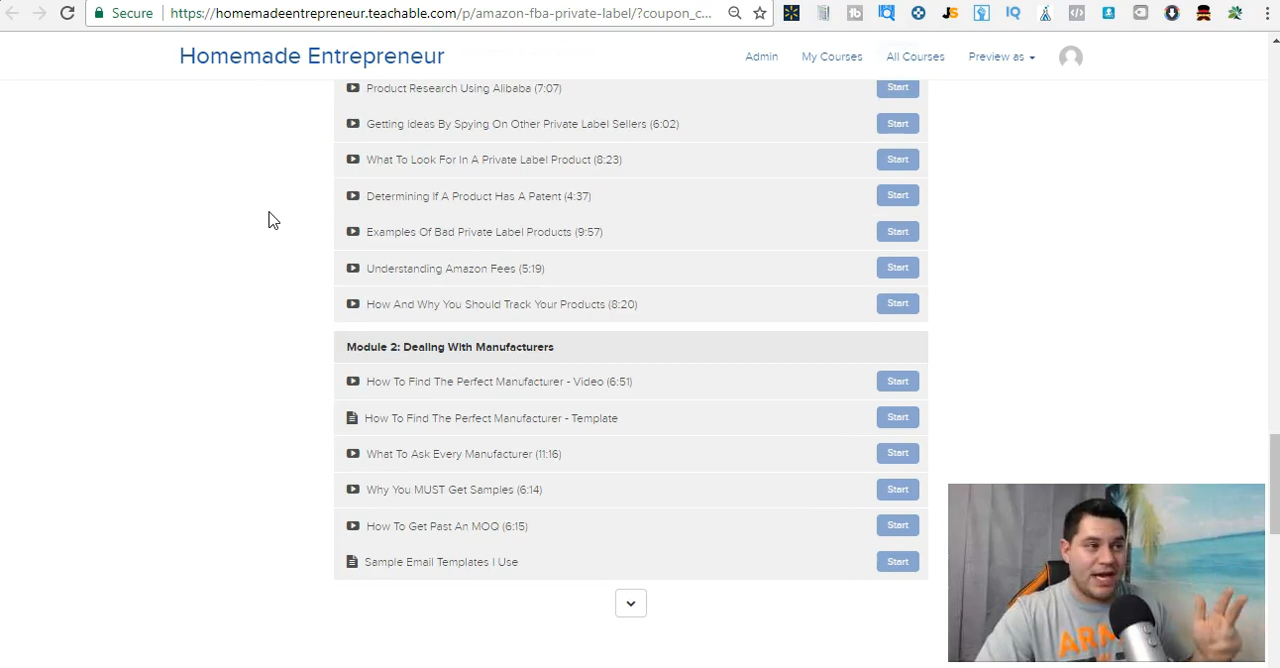 Secure
https://homemadeentrepreneur.teachable.com/p/amazon-fba-private-label/?coupon_c...
Homemade Entrepreneur
Admin
My Courses
All Courses
Preview as
Product Research Using Alibaba (7:07)
Start
Getting Ideas By Spying On Other Private Label Sellers (6:02)
Start
What To Look For In A Private Label Product (8:23)
Start
Determining If A Product Has A Patent (4:37)
Start
Examples Of Bad Private Label Products (9:57)
Start
Understanding Amazon Fees (5:19)
Start
How And Why You Should Track Your Products (8:20)
Start
Module 2: Dealing With Manufacturers
How To Find The Perfect Manufacturer - Video (6:51)
Start
How To Find The Perfect Manufacturer - Template
Start
What To Ask Every Manufacturer (11:16)
Start
Why You MUST Get Samples (6:14)
Start
How To Get Past An MOQ (6:15)
Start
Sample Email Templates I Use
Start